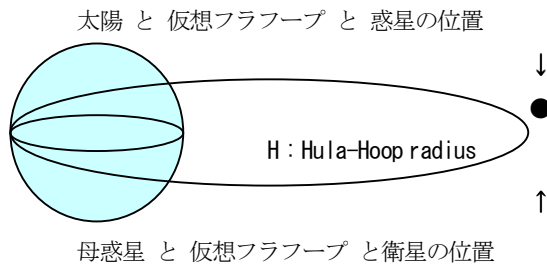 太陽 と 仮想フラフープ と 惑星の位置
↓
H：Hula-Hoop radius
↑
母惑星 と 仮想フラフープ と衛星の位置